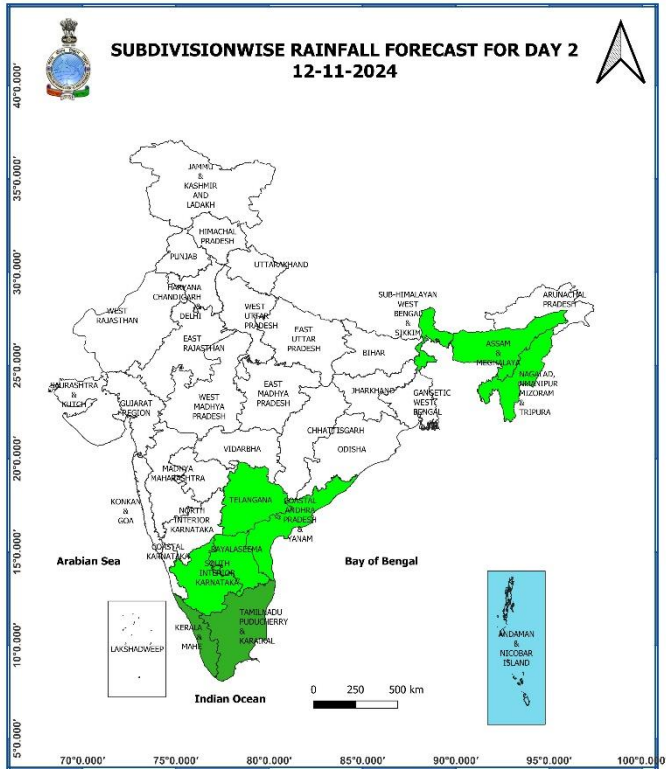 SUBDIVISIONWISE RAINFALL FORECAST FOR DAY 2
12-11-2024
JAMMU
&
KASHMIR
AND
LADAKH
HIMACHAL
PRADESH
PUNJAB
UTTARAKHAND
HARYANA
CHANDIGARH
&
DELHI
WEST
RAJASTHAN
WEST
UTTAR
PRADESH
EAST
RAJASTHAN
EAST
UTTAR
PRADESH
SUB-HIMALAYAN
WEST
BENGAL
&
SIKKIM
ARUNACHAL
PRADESH
ASSAM
&
MEGHALAYA
BIHAR
SAURASHTRA
&
KUTCH
GUJARAT
REGION
WEST
MADHYA
PRADESH
EAST
MADHYA
PRADESH
JHARKHAND
GANGETIC
WEST
BENGAL
MANIPUR
MIZORAM
&
TRIPURA
CHHATTISGARH
ODISHA
VIDARBHA
MADHYA
MAHARASHTRA
KONKAN
&
GOA
TELANGANA
NORTH
INTERIOR
KARNATAKA
COASTAL
ANDHRA
PRADESH
&
YANAM
COASTAL
KARNATAKA
RAYALASEEMA
SOUTH
INTERIOR
KARNATAKA
Arabian Sea
Bay of Bengal
KERALA
&
MAHE
TAMILNADU
PUDUCHERRY
&
KARAIKAL
LAKSHADWEEP
ANDAMAN
&
NICOBAR
ISLAND
Indian Ocean
0 250 500 km
40°0.000'
35°0.000'
30°0.000'
25°0.000'
20°0.000'
15°0.000'
10°0.000'
5°0.000'
70°0.000' 75°0.000' 80°0.000' 85°0.000' 90°0.000' 95°0.000' 100°0.000'